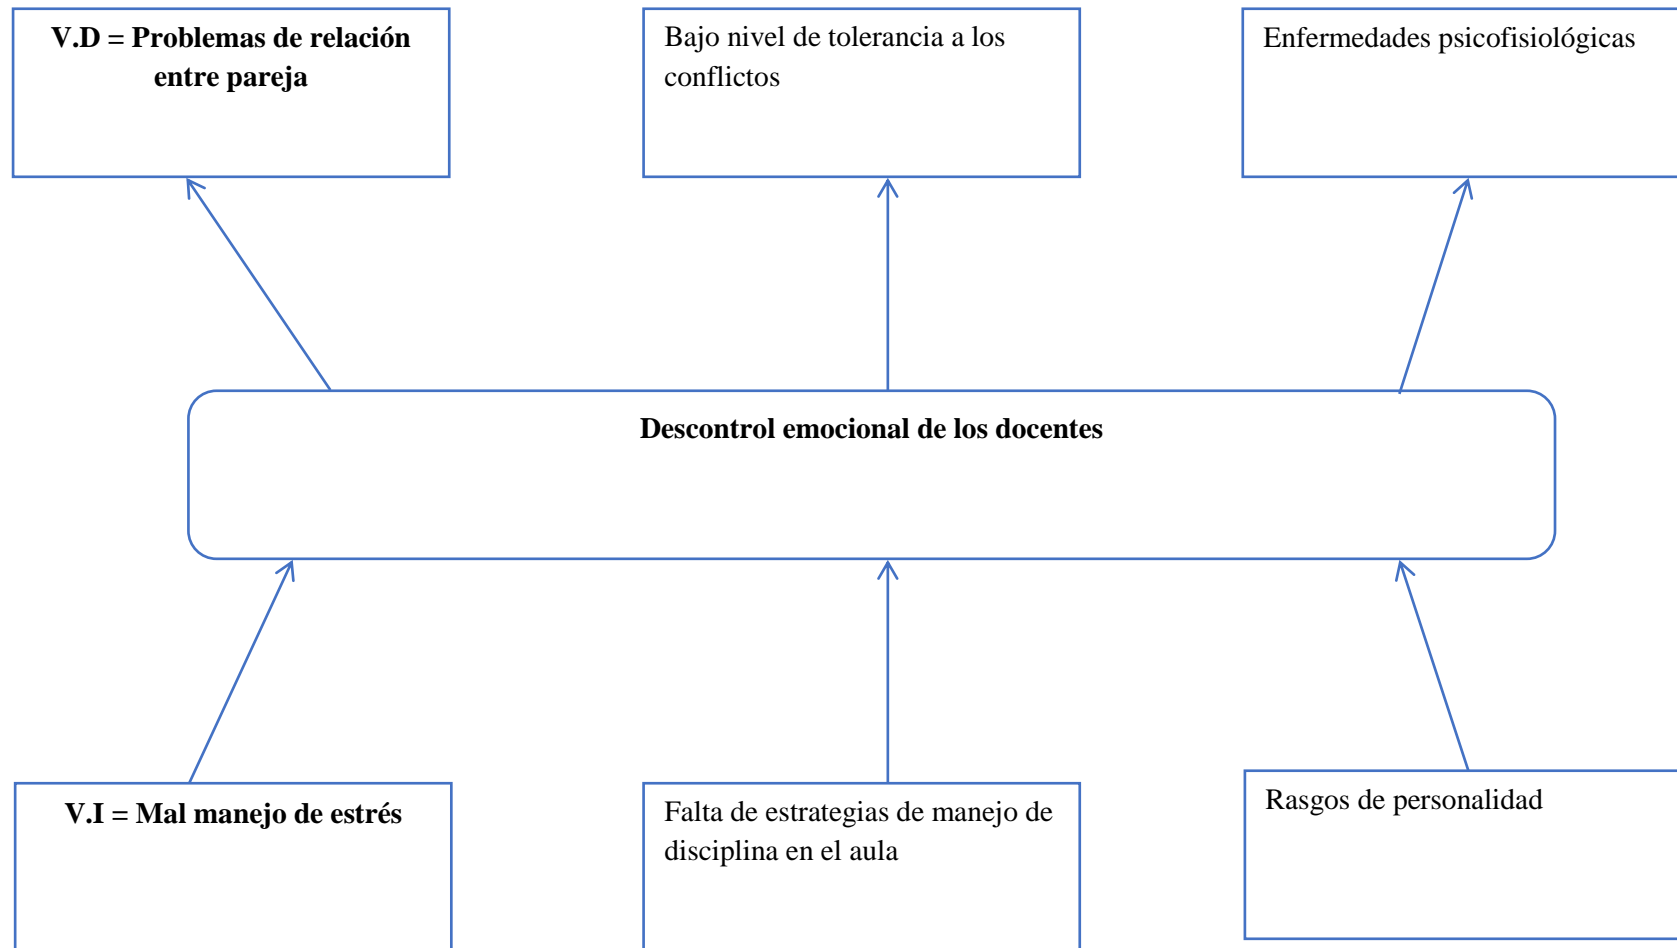 V.D = Problemas de relación
entre pareja
Bajo nivel de tolerancia a los
conflictos
Enfermedades psicofisiológicas
Descontrol emocional de los docentes
V.I = Mal manejo de estrés
Falta de estrategias de manejo de
disciplina en el aula
Rasgos de personalidad